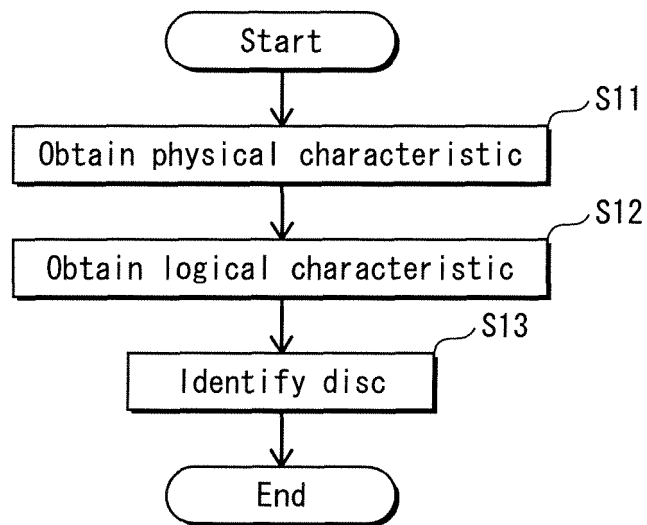 Start
S11
Obtain physical characteristic
S12
Obtain logical characteristic
S13
Identify disc
End